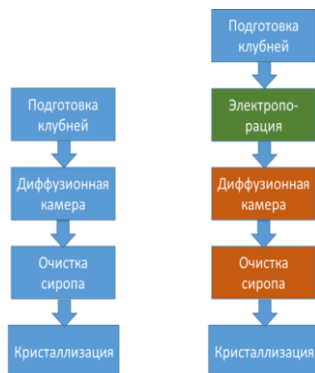 Подготовка
клубней
Диффузионная
камера
Очистка
сиропа
Кристаллизация
Подготовка
клубней
Электропо-
рация
Диффузионная
камера
Очистка
сиропа
Кристаллизация